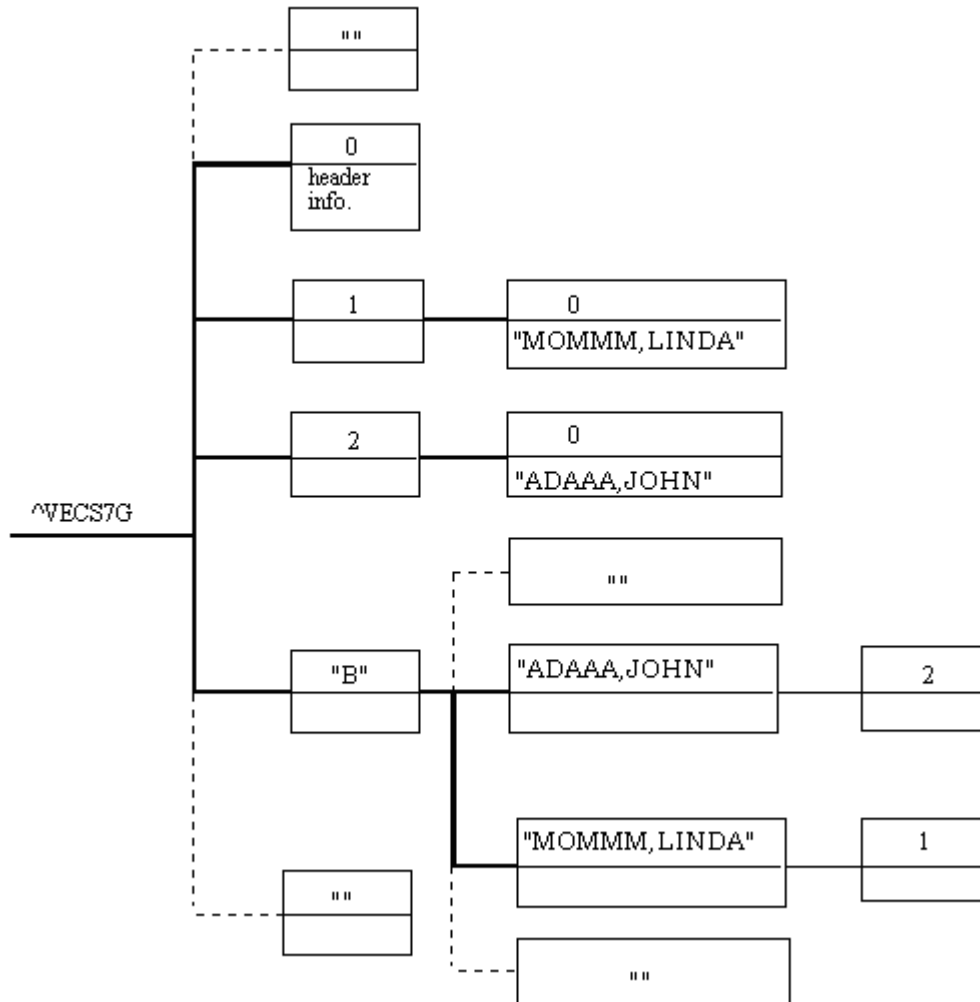 ""
0
header
info.
1
0
"MOMMM,LINDA"
2
0
"ADAAA,JOHN"
^VECS7G
""
"B"
"ADAAA,JOHN"
2
"MOMMM,LINDA"
1
""
""